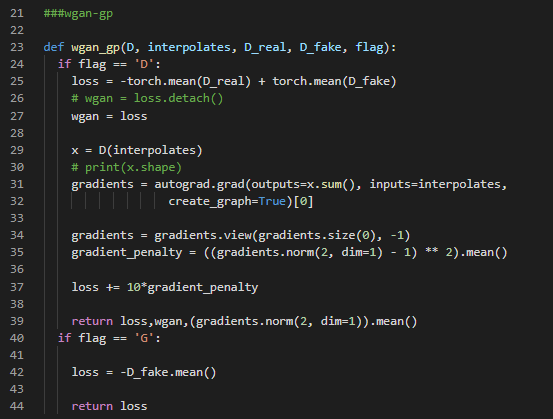 21 ###wgan-gp
22
23 def wgan_gp(D, interpolates, D_real, D_fake, flag):
24 if flag == 'D':
25 loss = -torch.mean(D_real) + torch.mean(D_fake)
26 # wgan = loss.detach()
27 wgan = loss
28
29 x = D(interpolates)
30 # print(x.shape)
31 gradients = autograd.grad(outputs=x.sum(), inputs=interpolates,
32 create_graph=True)[0]
33
34 gradients = gradients.view(gradients.size(0), -1)
35 gradient_penalty = ((gradients.norm(2, dim=1) - 1) ** 2).mean()
36
37 loss += 10*gradient_penalty
38
39 return loss,wgan,(gradients.norm(2, dim=1)).mean()
40 if flag == 'G':
41
42 loss = -D_fake.mean()
43
44 return loss